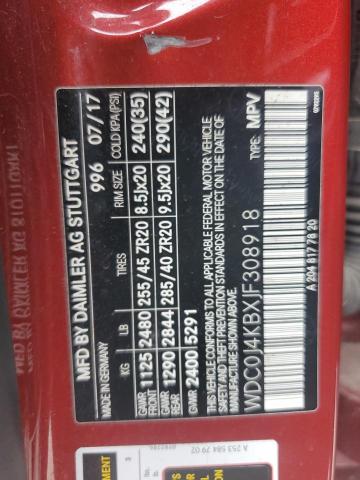 MFD BY DAIMLER AG STUTTGART
MADE IN GERMANY 996 07/17
KG LB TIRES RIM SIZE COLD KPA(PSI)
GAWR FRONT 1125 2480 255/45 ZR20 8.5Jx20 240(35)
GAWR REAR 1290 2844 285/40 ZR20 9.5Jx20 290(42)
GVWR 2400 5291
THIS VEHICLE CONFORMS TO ALL APPLICABLE FEDERAL MOTOR VEHICLE
SAFETY AND THEFT PREVENTION STANDARDS IN EFFECT ON THE DATE OF
MANUFACTURE SHOWN ABOVE.
WDC0J4KBXJF308918 TYPE: MPV
A 204 817 78 20
A 253 584 79 02